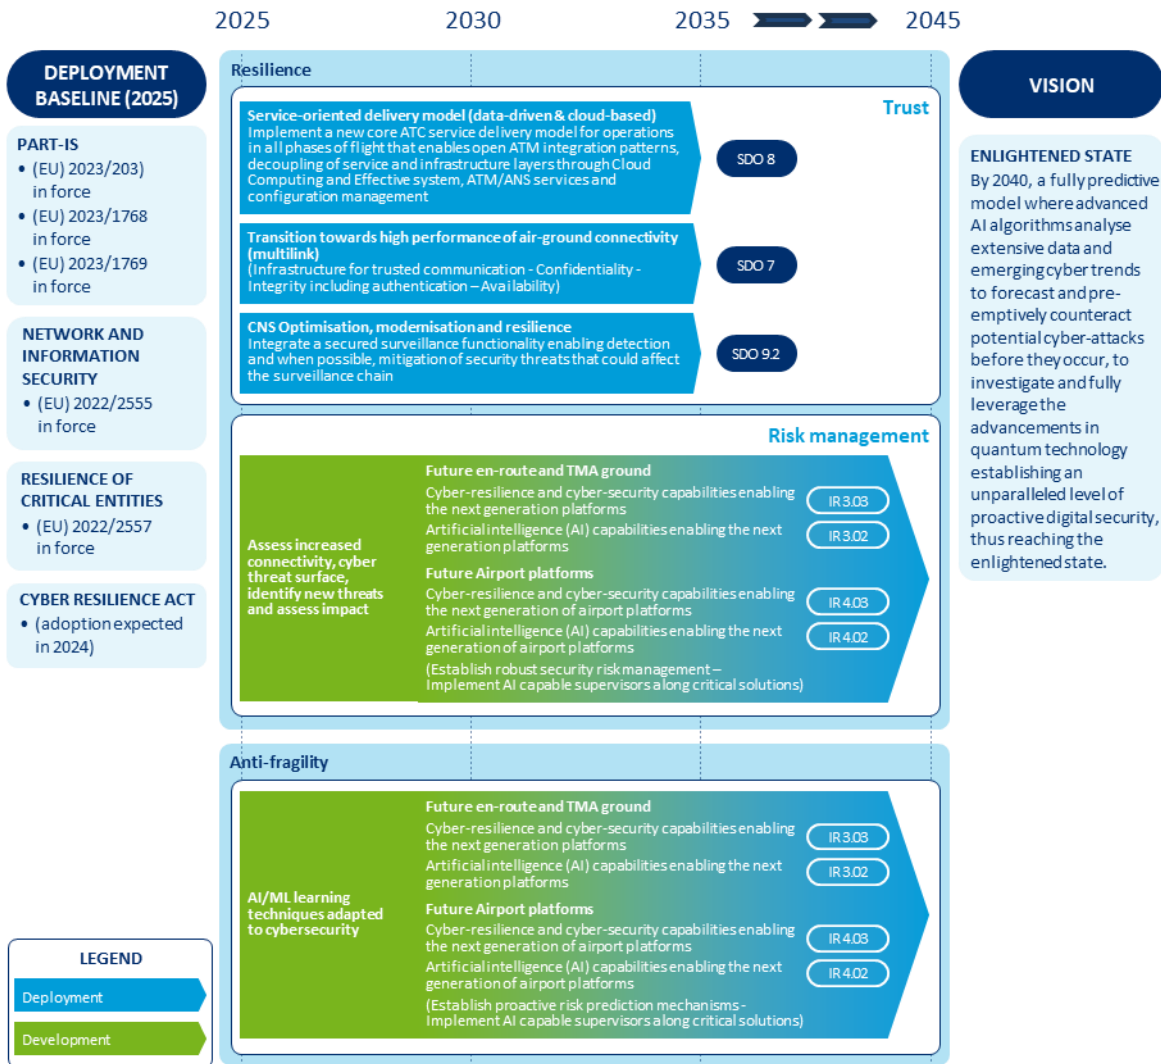 2025
2030
2035
2045
DEPLOYMENT
BASELINE (2025)
PART-IS
• (EU) 2023/203)
in force
• (EU) 2023/1768
in force
• (EU) 2023/1769
in force
NETWORK AND
INFORMATION
SECURITY
• (EU) 2022/2555
in force
RESILIENCE OF
CRITICAL ENTITIES
• (EU) 2022/2557
in force
CYBER RESILIENCE ACT
• (adoption expected
in 2024)
LEGEND
Deployment
Development
Resilience
Trust
Service-oriented delivery model (data-driven & cloud-based)
Implement a new core ATC service delivery model for operations
in all phases of flight that enables open ATM integration patterns,
decoupling of service and infrastructure layers through Cloud
Computing and Effective system, ATM/ANS services and
configuration management
SDO 8
Transition towards high performance of air-ground connectivity
(multilink)
(Infrastructure for trusted communication - Confidentiality -
Integrity including authentication – Availability)
SDO 7
CNS Optimisation, modernisation and resilience
Integrate a secured surveillance functionality enabling detection
and when possible, mitigation of security threats that could affect
the surveillance chain
SDO 9.2
Risk management
Assess increased
connectivity, cyber
threat surface,
identify new threats
and assess impact
Future en-route and TMA ground
Cyber-resilience and cyber-security capabilities enabling
the next generation platforms
IR 3.03
Artificial intelligence (AI) capabilities enabling the next
generation platforms
IR 3.02
Future Airport platforms
Cyber-resilience and cyber-security capabilities enabling
the next generation of airport platforms
IR 4.03
Artificial intelligence (AI) capabilities enabling the next
generation of airport platforms
IR 4.02
(Establish robust security risk management –
Implement AI capable supervisors along critical solutions)
Anti-fragility
AI/ML learning
techniques adapted
to cybersecurity
Future en-route and TMA ground
Cyber-resilience and cyber-security capabilities enabling
the next generation platforms
IR 3.03
Artificial intelligence (AI) capabilities enabling the next
generation platforms
IR 3.02
Future Airport platforms
Cyber-resilience and cyber-security capabilities enabling
the next generation of airport platforms
IR 4.03
Artificial intelligence (AI) capabilities enabling the next
generation of airport platforms
IR 4.02
(Establish proactive risk prediction mechanisms -
Implement AI capable supervisors along critical solutions)
VISION
ENLIGHTENED STATE
By 2040, a fully predictive
model where advanced
AI algorithms analyse
extensive data and
emerging cyber trends
to forecast and pre-
emptively counteract
potential cyber-attacks
before they occur, to
investigate and fully
leverage the
advancements in
quantum technology
establishing an
unparalleled level of
proactive digital security,
thus reaching the
enlightened state.